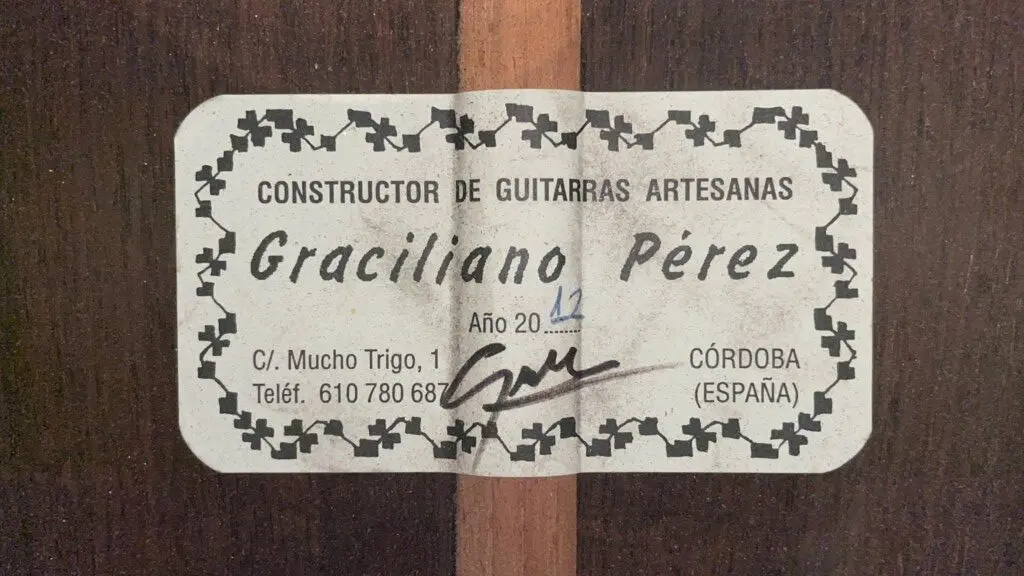 CONSTRUCTOR DE GUITARRAS ARTESANAS
Graciliano Pérez
Año 2012
C/. Mucho Trigo, 1
Teléf. 610 780 687
CÓRDOBA
(ESPAÑA)